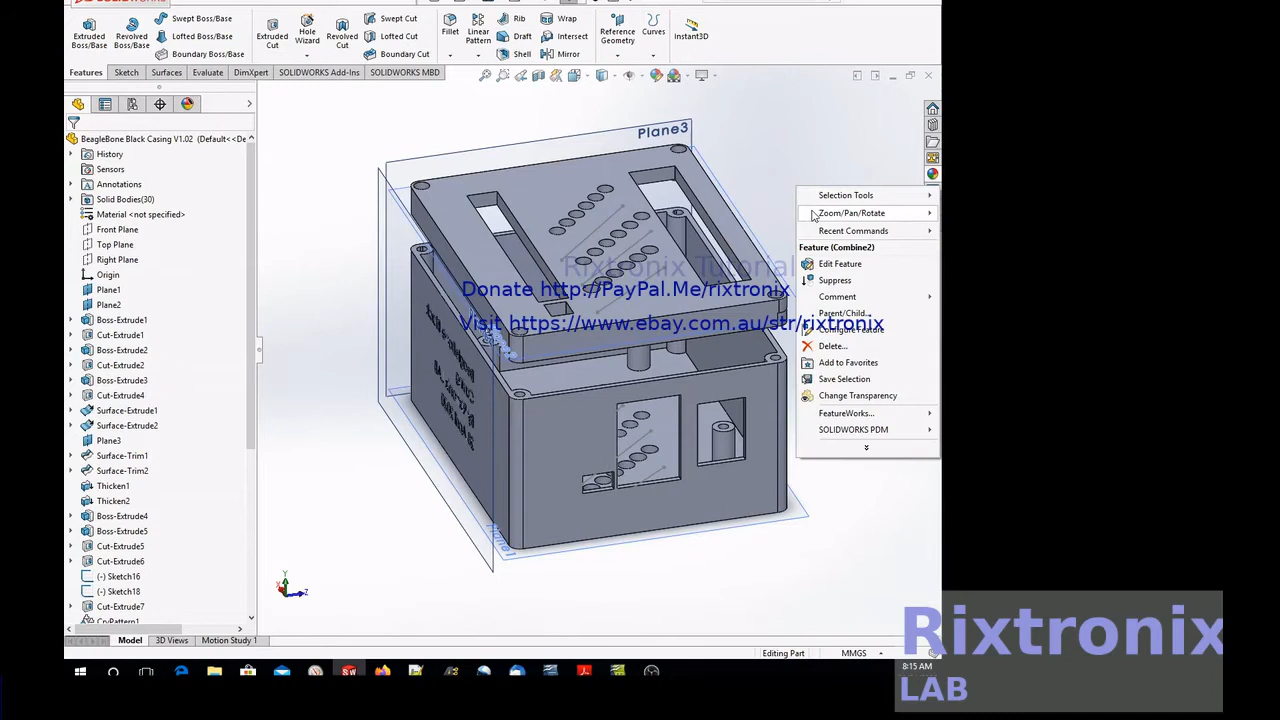 Swept Boss/Base
Lofted Boss/Base
Boundary Boss/Base
Extruded
Boss/Base
Revolved
Boss/Base
Extruded
Cut
Hole
Wizard
Revolved
Cut
Swept Cut
Lofted Cut
Boundary Cut
Fillet
Linear
Pattern
Rib
Draft
Shell
Wrap
Intersect
Mirror
Reference
Geometry
Curves
Instant3D
Features
Sketch
Surfaces
Evaluate
DimXpert
SOLIDWORKS Add-Ins
SOLIDWORKS MBD
BeagleBone Black Casing V1.02 (Default<<De
History
Sensors
Annotations
Solid Bodies(30)
Material <not specified>
Front Plane
Top Plane
Right Plane
Origin
Plane1
Plane2
Boss-Extrude1
Cut-Extrude1
Boss-Extrude2
Cut-Extrude2
Boss-Extrude3
Cut-Extrude4
Surface-Extrude1
Surface-Extrude2
Plane3
Surface-Trim1
Surface-Trim2
Thicken1
Thicken2
Boss-Extrude4
Boss-Extrude5
Cut-Extrude5
Cut-Extrude6
(-) Sketch16
(-) Sketch18
Cut-Extrude7
CrvPattern1
Plane3
Rixtronix Tutorial
Donate http://PayPal.Me/rixtronix
Visit https://www.ebay.com.au/str/rixtronix
Plane1
Y
X
Z
Selection Tools
Zoom/Pan/Rotate
Recent Commands
Feature (Combine2)
Edit Feature
Suppress
Comment
Parent/Child...
Configure Feature
Delete...
Add to Favorites
Save Selection
Change Transparency
FeatureWorks...
SOLIDWORKS PDM
Model
3D Views
Motion Study 1
Editing Part
MMGS
8:15 AM
Rixtronix
LAB